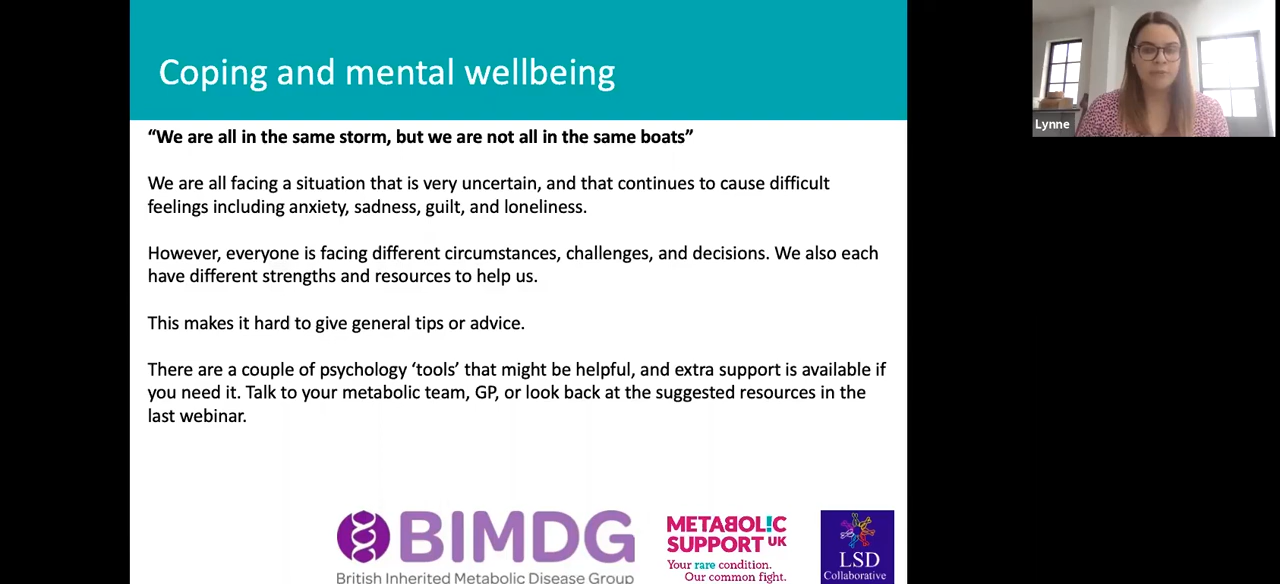 Coping and mental wellbeing
Lynne
“We are all in the same storm, but we are not all in the same boats”
We are all facing a situation that is very uncertain, and that continues to cause difficult
feelings including anxiety, sadness, guilt, and loneliness.
However, everyone is facing different circumstances, challenges, and decisions. We also each
have different strengths and resources to help us.
This makes it hard to give general tips or advice.
There are a couple of psychology ‘tools’ that might be helpful, and extra support is available if
you need it. Talk to your metabolic team, GP, or look back at the suggested resources in the
last webinar.
BIMDG
British Inherited Metabolic Disease Group
METABOL!C
SUPPORT UK
Your rare condition.
Our common fight.
LSD
Collaborative